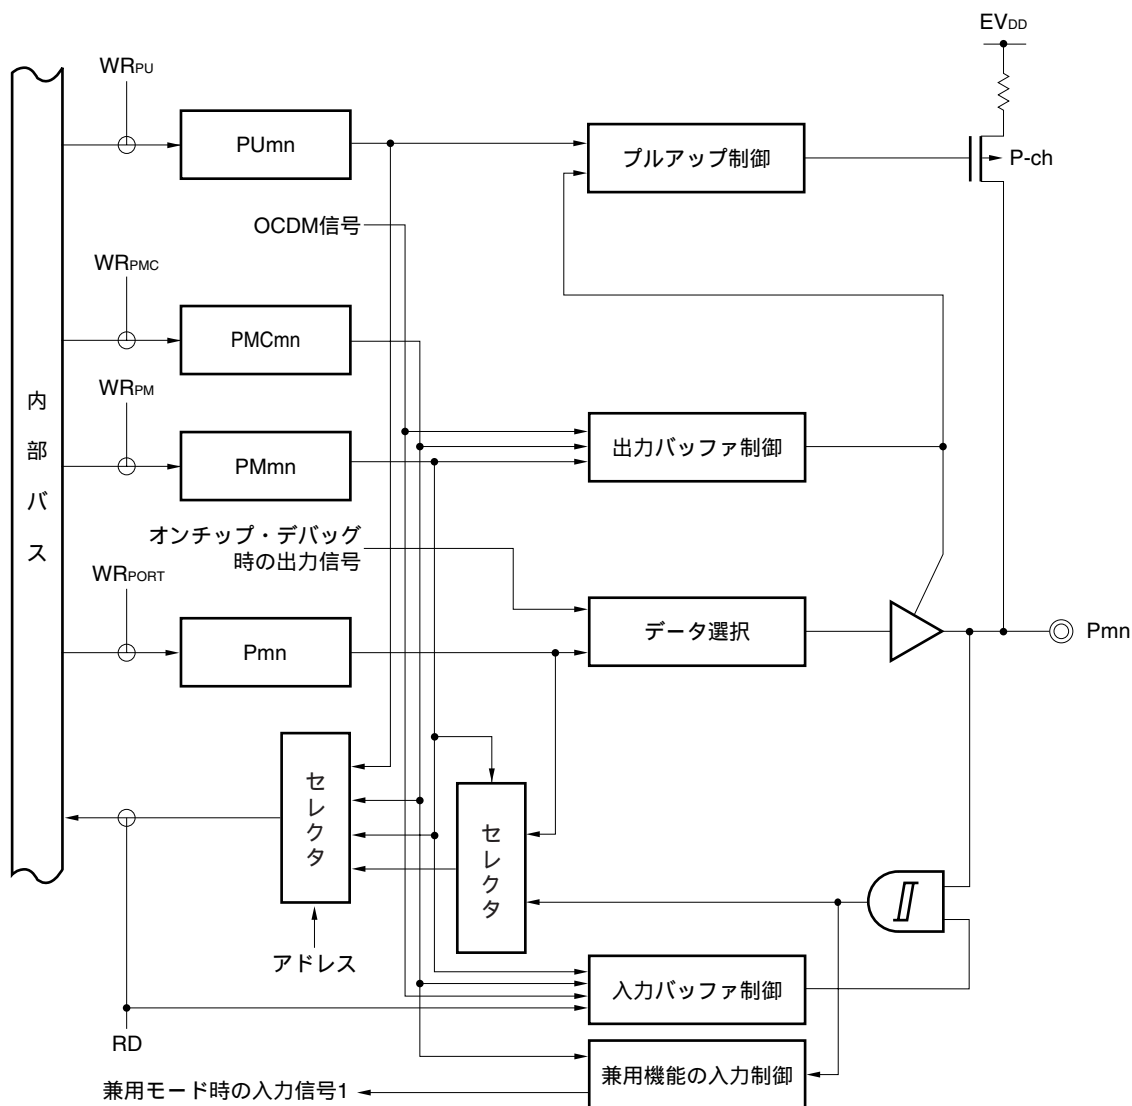 EVDD
WRPU
PUmn
プルアップ制御
P-ch
OCDM信号
WRPMC
PMCmn
WRPM
内部バス
PMmn
出力バッファ制御
オンチップ・デバッグ
時の出力信号
WRPORT
Pmn
データ選択
Pmn
セレクタ
セレクタ
アドレス
入力バッファ制御
RD
兼用機能の入力制御
兼用モード時の入力信号1